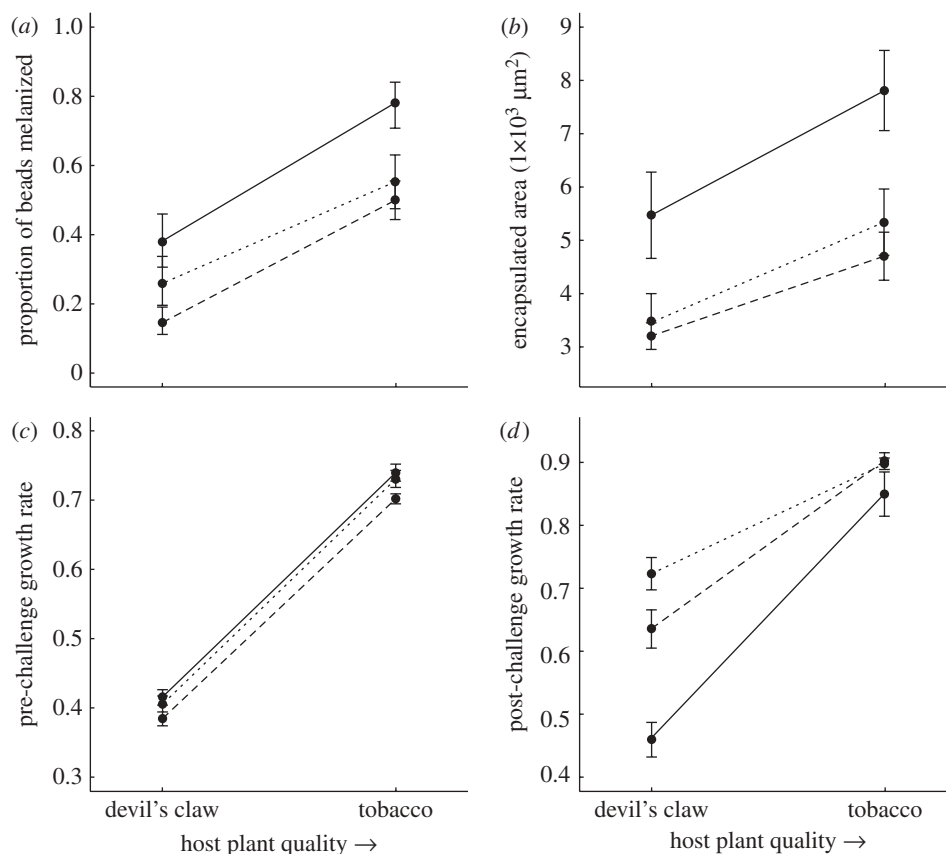 (a)
1.0
0.8
0.6
0.4
0.2
0
proportion of beads melanized
(b)
9
8
7
6
5
4
3
encapsulated area (1×10³ μm²)
(c)
0.8
0.7
0.6
0.5
0.4
0.3
pre-challenge growth rate
devil’s claw
tobacco
host plant quality →
(d)
0.9
0.8
0.7
0.6
0.5
0.4
post-challenge growth rate
devil’s claw
tobacco
host plant quality →